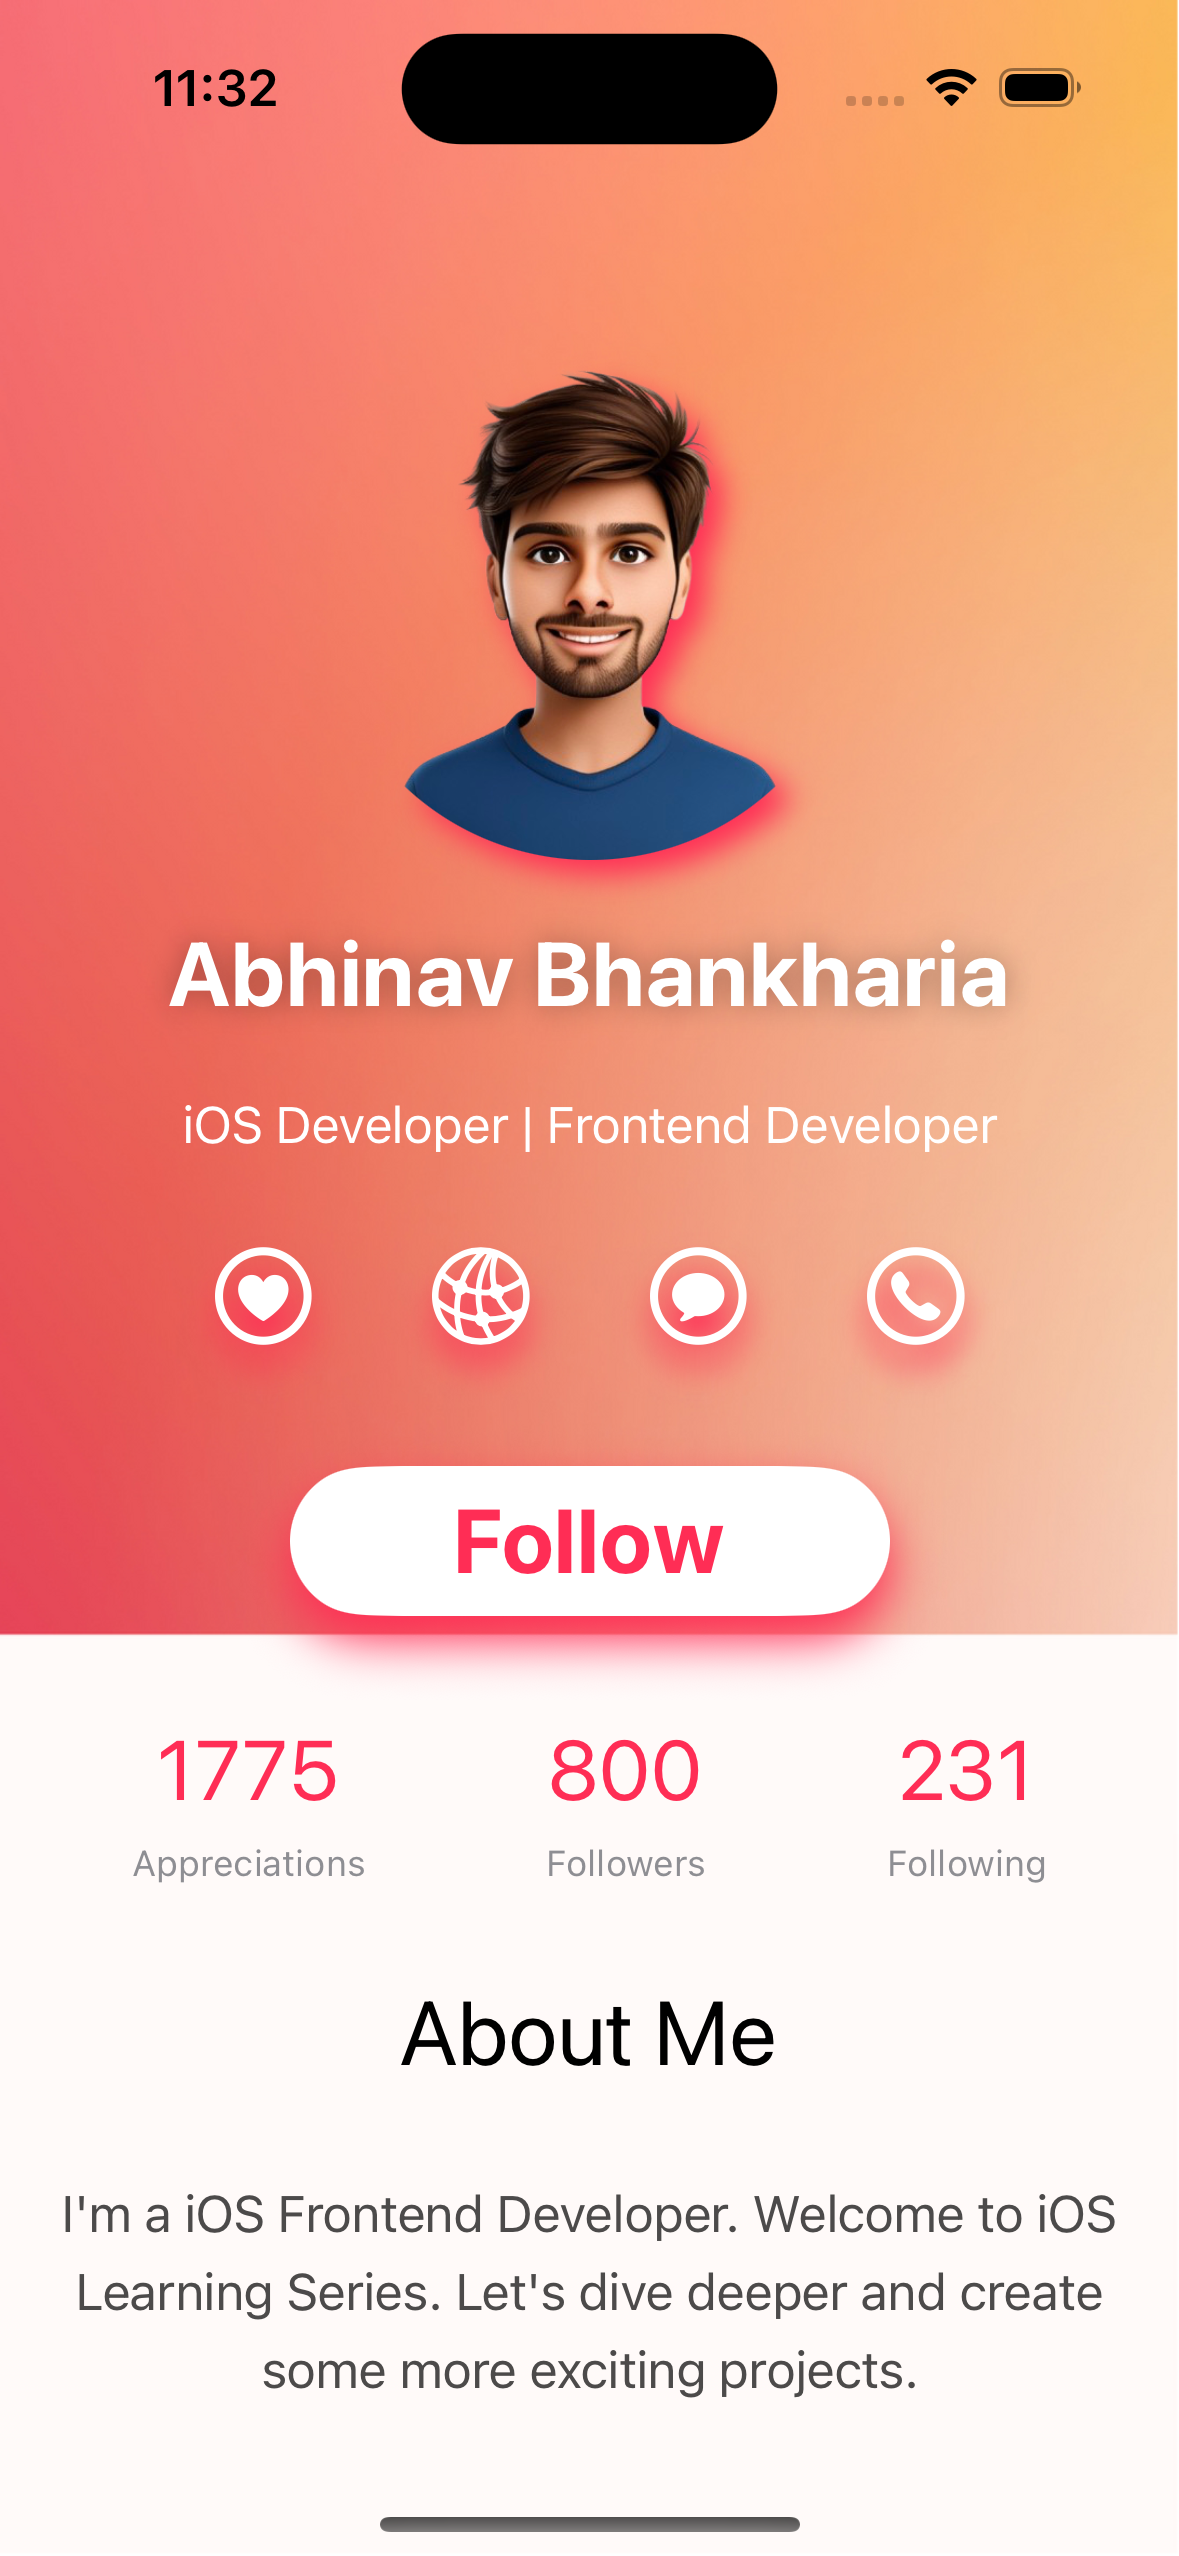 11:32
Abhinav Bhankharia
iOS Developer | Frontend Developer
Follow
1775 800 231
Appreciations Followers Following
About Me
I'm a iOS Frontend Developer. Welcome to iOS
Learning Series. Let's dive deeper and create
some more exciting projects.